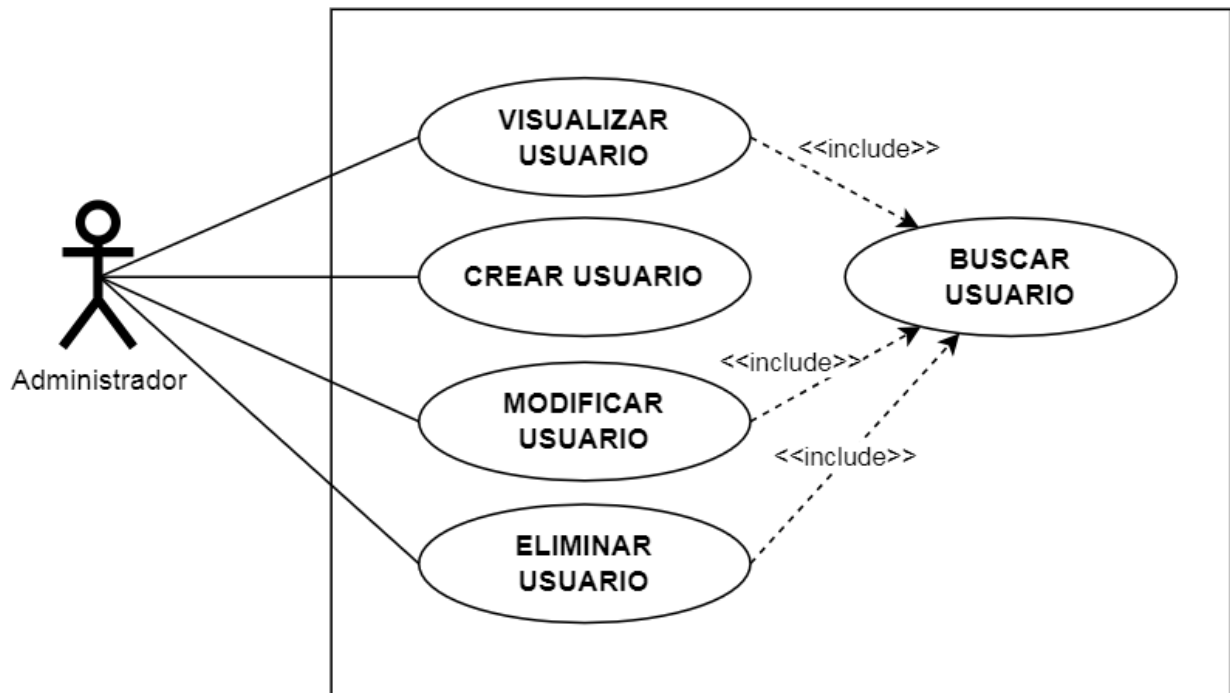 VISUALIZAR
USUARIO
<<include>>
CREAR USUARIO
BUSCAR
USUARIO
Administrador
<<include>>
MODIFICAR
USUARIO
<<include>>
ELIMINAR
USUARIO